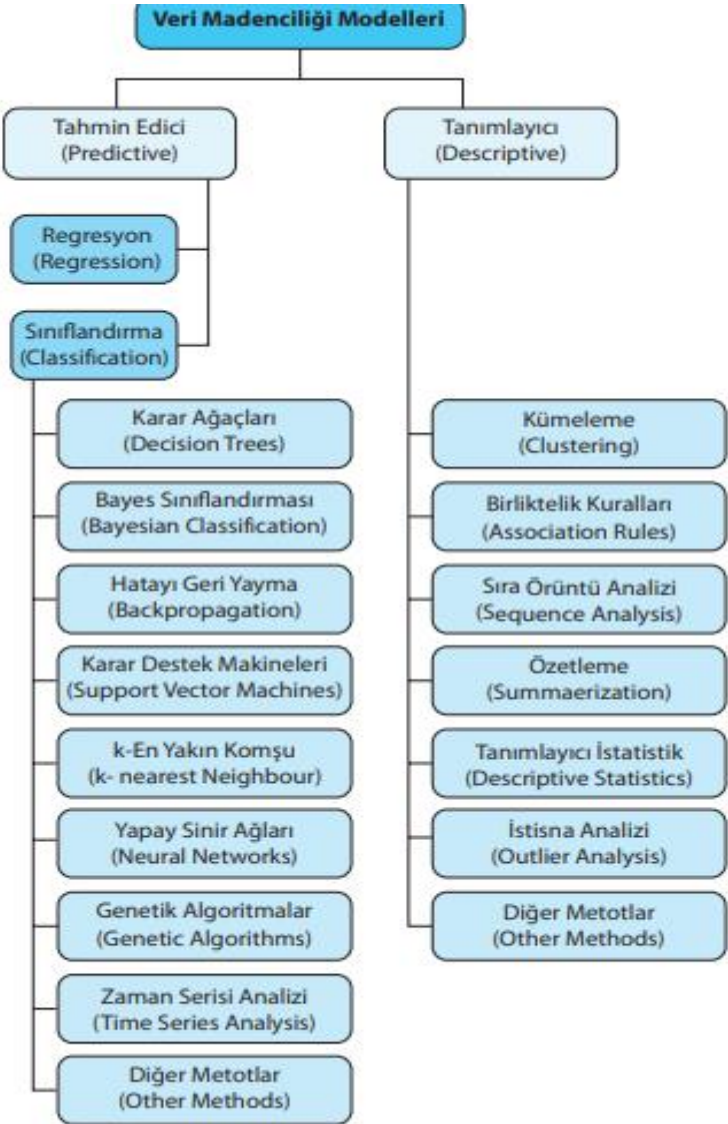 Veri Madenciliği Modelleri
Tahmin Edici
(Predictive)
Tanımlayıcı
(Descriptive)
Regresyon
(Regression)
Sınıflandırma
(Classification)
Karar Ağaçları
(Decision Trees)
Bayes Sınıflandırması
(Bayesian Classification)
Hatayı Geri Yayma
(Backpropagation)
Karar Destek Makineleri
(Support Vector Machines)
k-En Yakın Komşu
(k- nearest Neighbour)
Yapay Sinir Ağları
(Neural Networks)
Genetik Algoritmalar
(Genetic Algorithms)
Zaman Serisi Analizi
(Time Series Analysis)
Diğer Metotlar
(Other Methods)
Kümeleme
(Clustering)
Birliktelik Kuralları
(Association Rules)
Sıra Örüntü Analizi
(Sequence Analysis)
Özetleme
(Summaerization)
Tanımlayıcı İstatistik
(Descriptive Statistics)
İstisna Analizi
(Outlier Analysis)
Diğer Metotlar
(Other Methods)